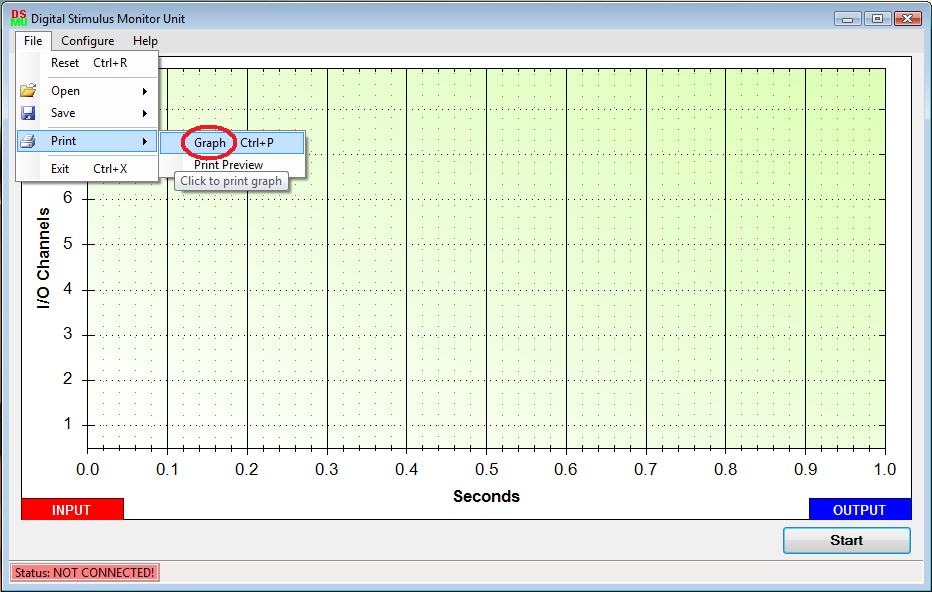 DS
MU
Digital Stimulus Monitor Unit
File Configure Help
Reset Ctrl+R
Open
Save
Print
Graph Ctrl+P
Exit Ctrl+X
Print Preview
Click to print graph
I/O Channels
6
5
4
3
2
1
0.0 0.1 0.2 0.3 0.4 0.5 0.6 0.7 0.8 0.9 1.0
Seconds
INPUT
OUTPUT
Start
Status: NOT CONNECTED!